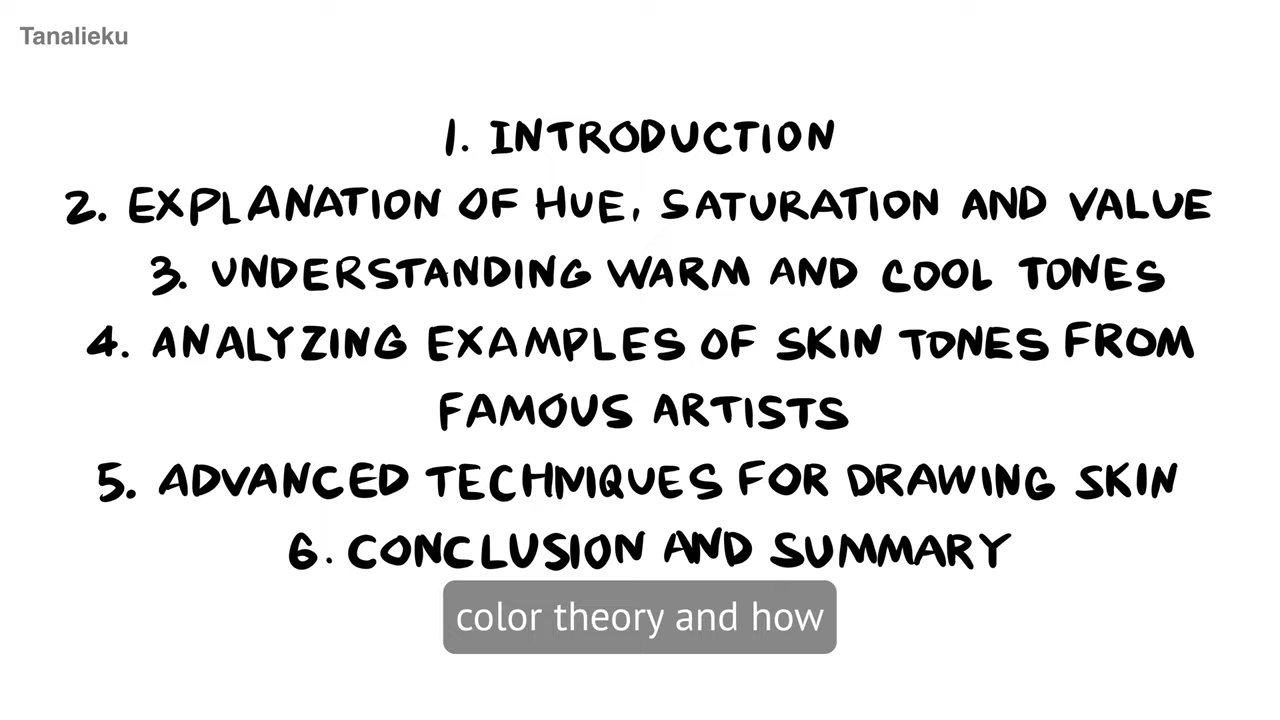 Tanalieku
1. INTRODUCTION
2. EXPLANATION OF HUE, SATURATION AND VALUE
3. UNDERSTANDING WARM AND COOL TONES
4. ANALYZING EXAMPLES OF SKIN TONES FROM
FAMOUS ARTISTS
5. ADVANCED TECHNIQUES FOR DRAWING SKIN
6. CONCLUSION AND SUMMARY
color theory and how